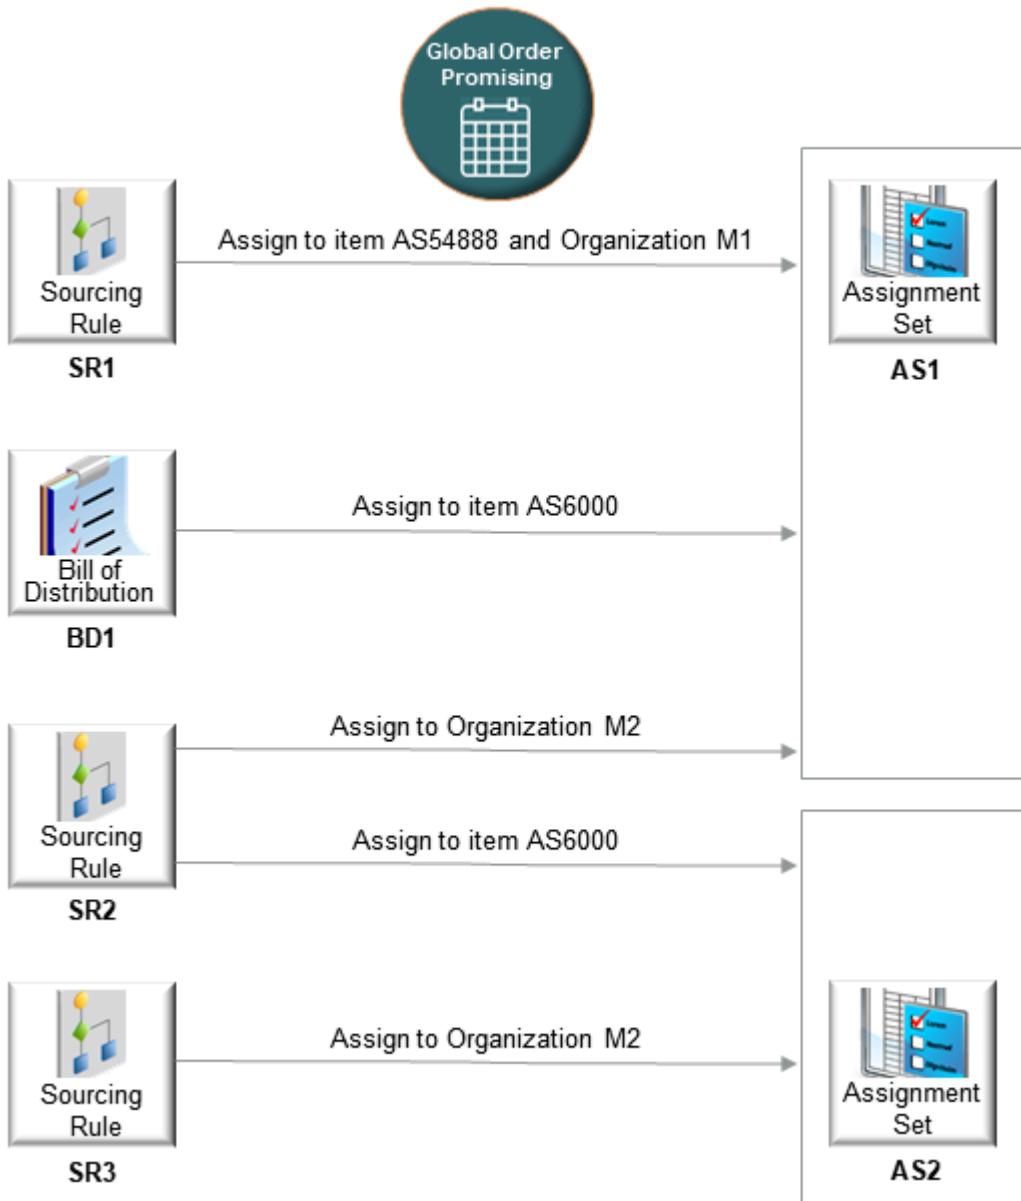 Global Order
Promising
Assign to item AS54888 and Organization M1
Sourcing
Rule
SR1
Assignment
Set
AS1
Assign to item AS6000
Bill of
Distribution
BD1
Assign to Organization M2
Assign to item AS6000
Sourcing
Rule
SR2
Assign to Organization M2
Sourcing
Rule
SR3
Assignment
Set
AS2